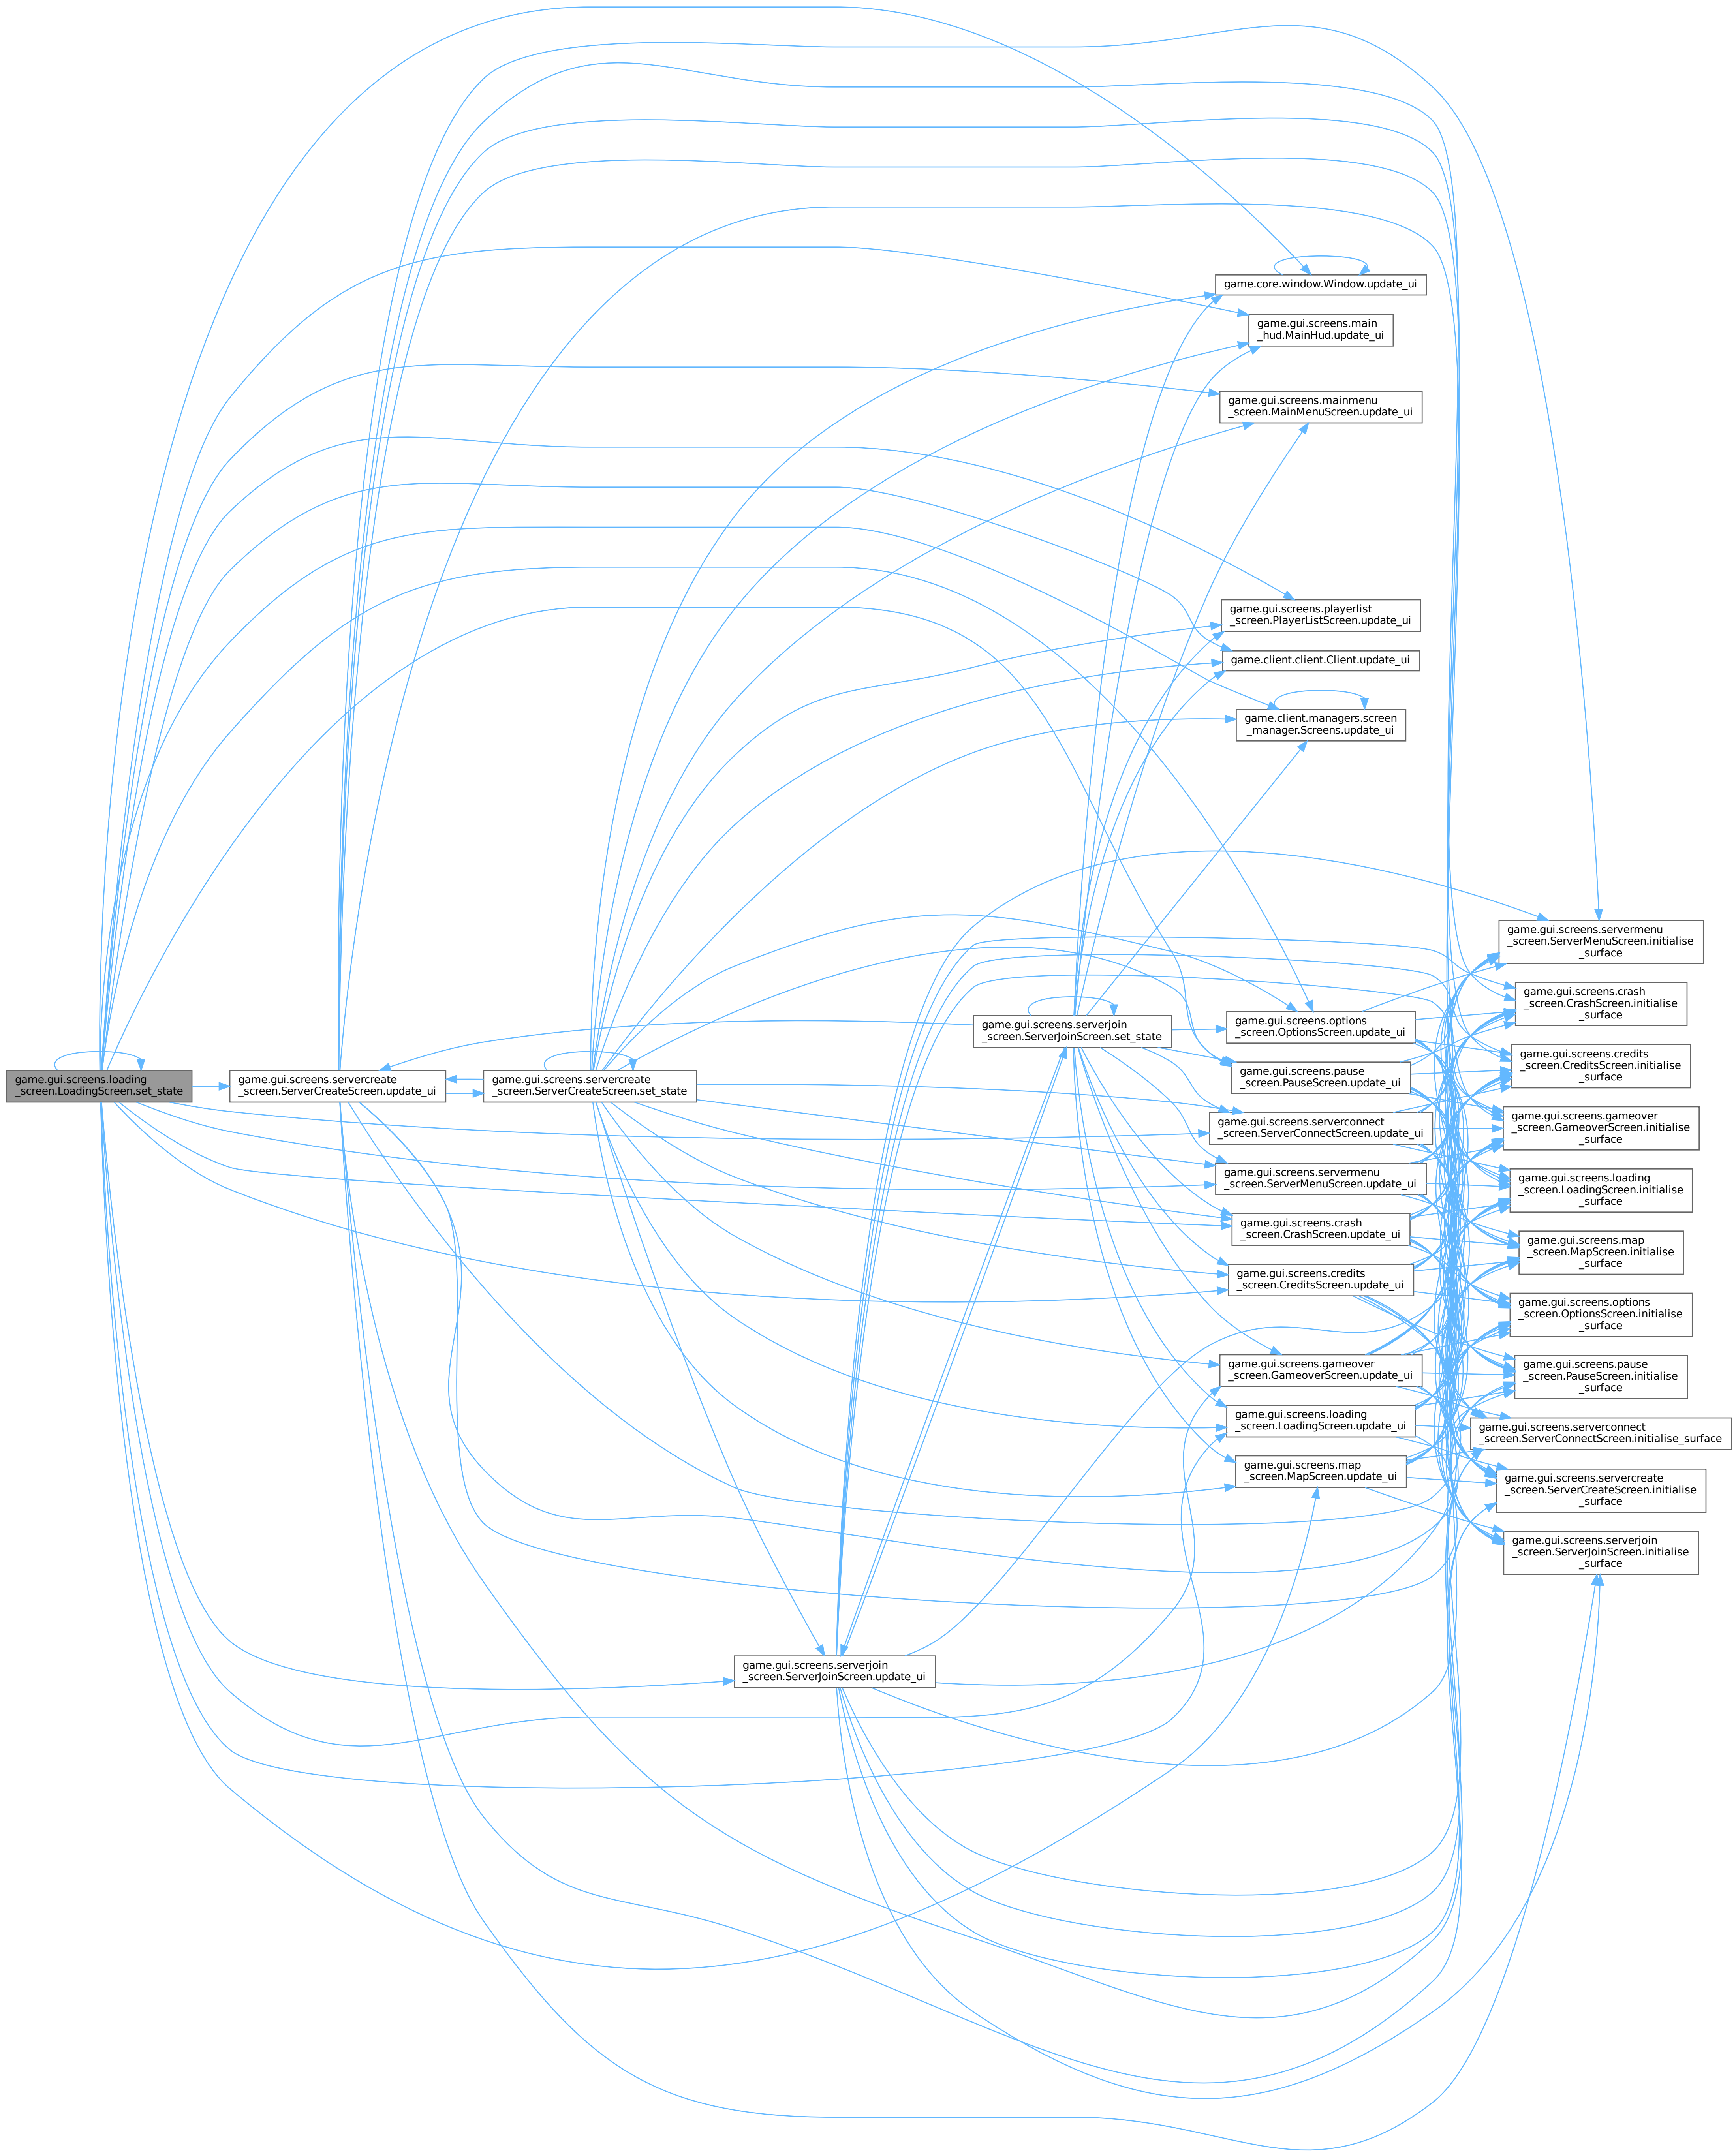 game.core.window.Window.update_ui
game.gui.screens.main
_hud.MainHud.update_ui
game.gui.screens.mainmenu
_screen.MainMenuScreen.update_ui
game.gui.screens.playerlist
_screen.PlayerListScreen.update_ui
game.client.client.Client.update_ui
game.client.managers.screen
_manager.Screens.update_ui
game.gui.screens.servermenu
_screen.ServerMenuScreen.initialise
_surface
game.gui.screens.crash
_screen.CrashScreen.initialise
_surface
game.gui.screens.serverjoin
_screen.ServerJoinScreen.set_state
game.gui.screens.options
_screen.OptionsScreen.update_ui
game.gui.screens.credits
_screen.CreditsScreen.initialise
_surface
game.gui.screens.loading
_screen.LoadingScreen.set_state
game.gui.screens.servercreate
_screen.ServerCreateScreen.update_ui
game.gui.screens.servercreate
_screen.ServerCreateScreen.set_state
game.gui.screens.pause
_screen.PauseScreen.update_ui
game.gui.screens.gameover
_screen.GameoverScreen.initialise
_surface
game.gui.screens.serverconnect
_screen.ServerConnectScreen.update_ui
game.gui.screens.servermenu
_screen.ServerMenuScreen.update_ui
game.gui.screens.loading
_screen.LoadingScreen.initialise
_surface
game.gui.screens.crash
_screen.CrashScreen.update_ui
game.gui.screens.map
_screen.MapScreen.initialise
_surface
game.gui.screens.credits
_screen.CreditsScreen.update_ui
game.gui.screens.options
_screen.OptionsScreen.initialise
_surface
game.gui.screens.gameover
_screen.GameoverScreen.update_ui
game.gui.screens.pause
_screen.PauseScreen.initialise
_surface
game.gui.screens.loading
_screen.LoadingScreen.update_ui
game.gui.screens.serverconnect
_screen.ServerConnectScreen.initialise_surface
game.gui.screens.map
_screen.MapScreen.update_ui
game.gui.screens.servercreate
_screen.ServerCreateScreen.initialise
_surface
game.gui.screens.serverjoin
_screen.ServerJoinScreen.initialise
_surface
game.gui.screens.serverjoin
_screen.ServerJoinScreen.update_ui